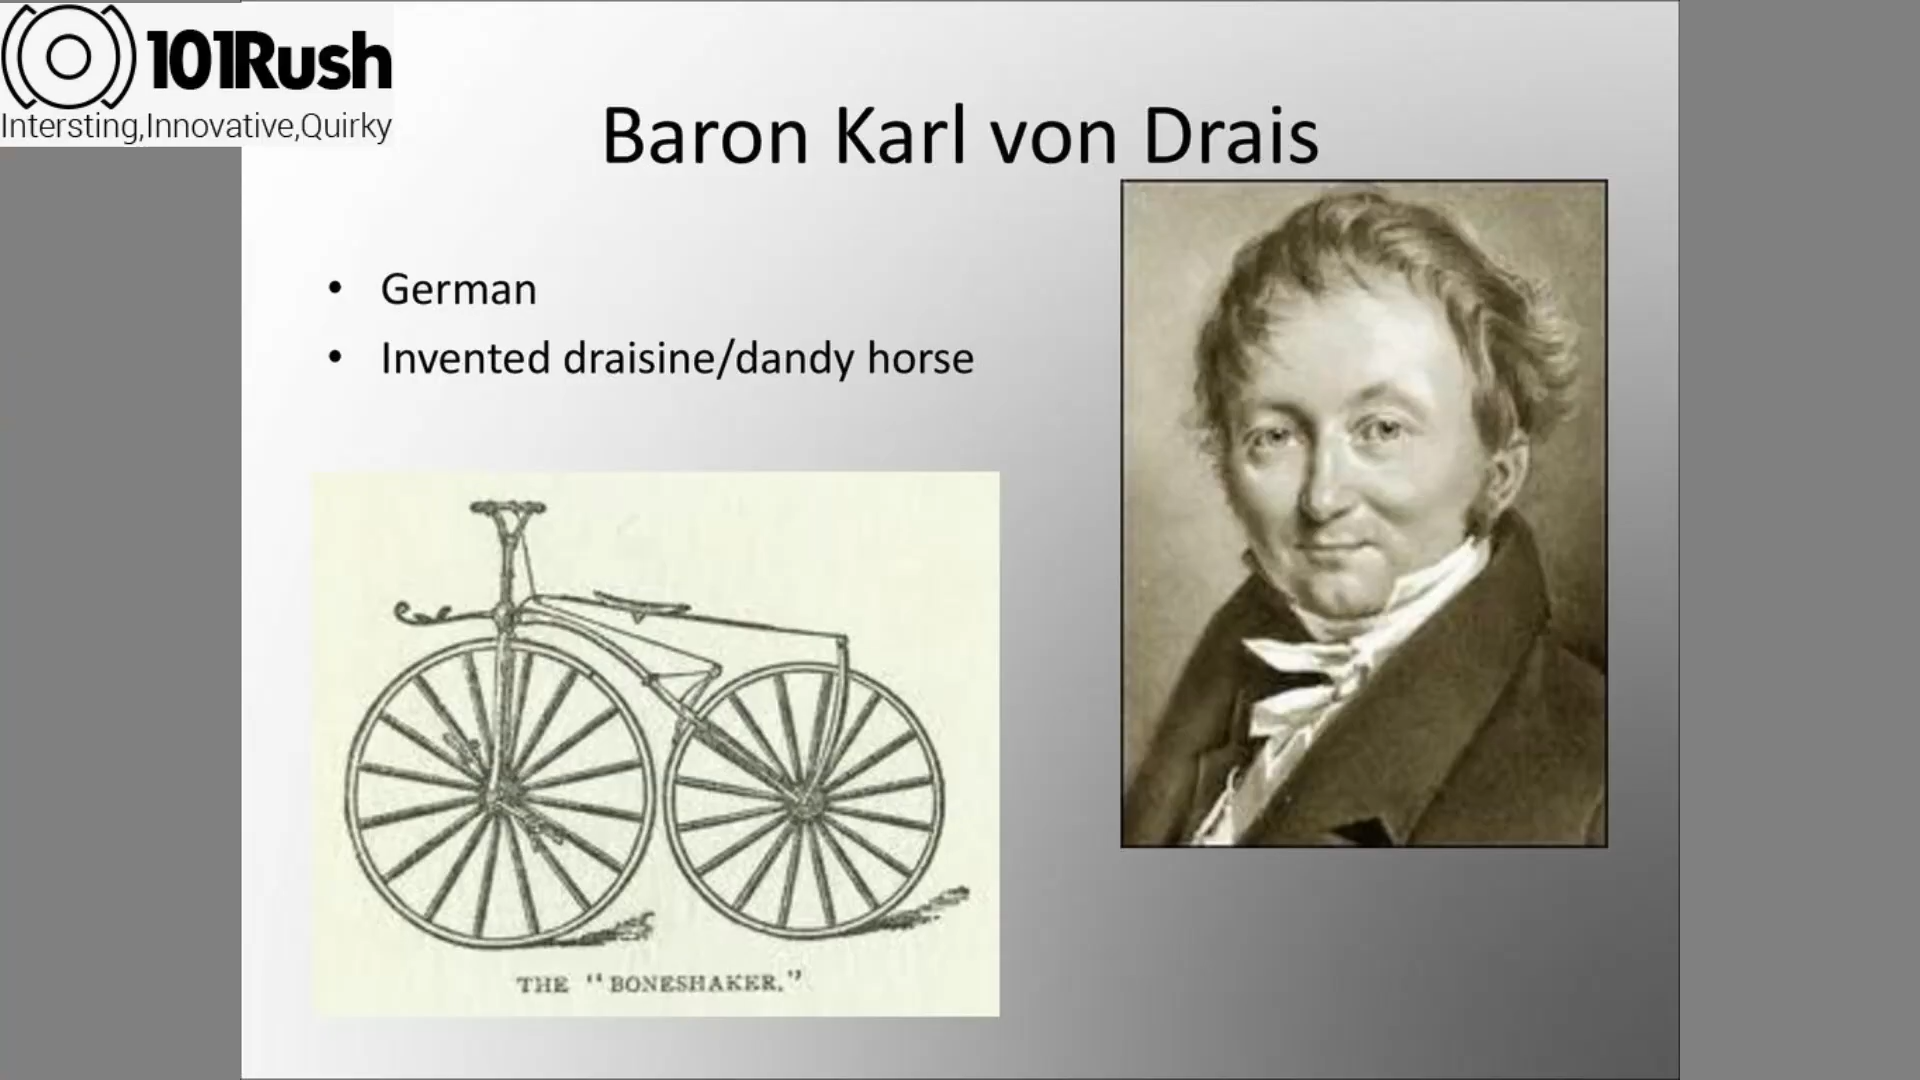 101Rush
Intersting,Innovative,Quirky
Baron Karl von Drais
• German
• Invented draisine/dandy horse
THE "BONESHAKER."